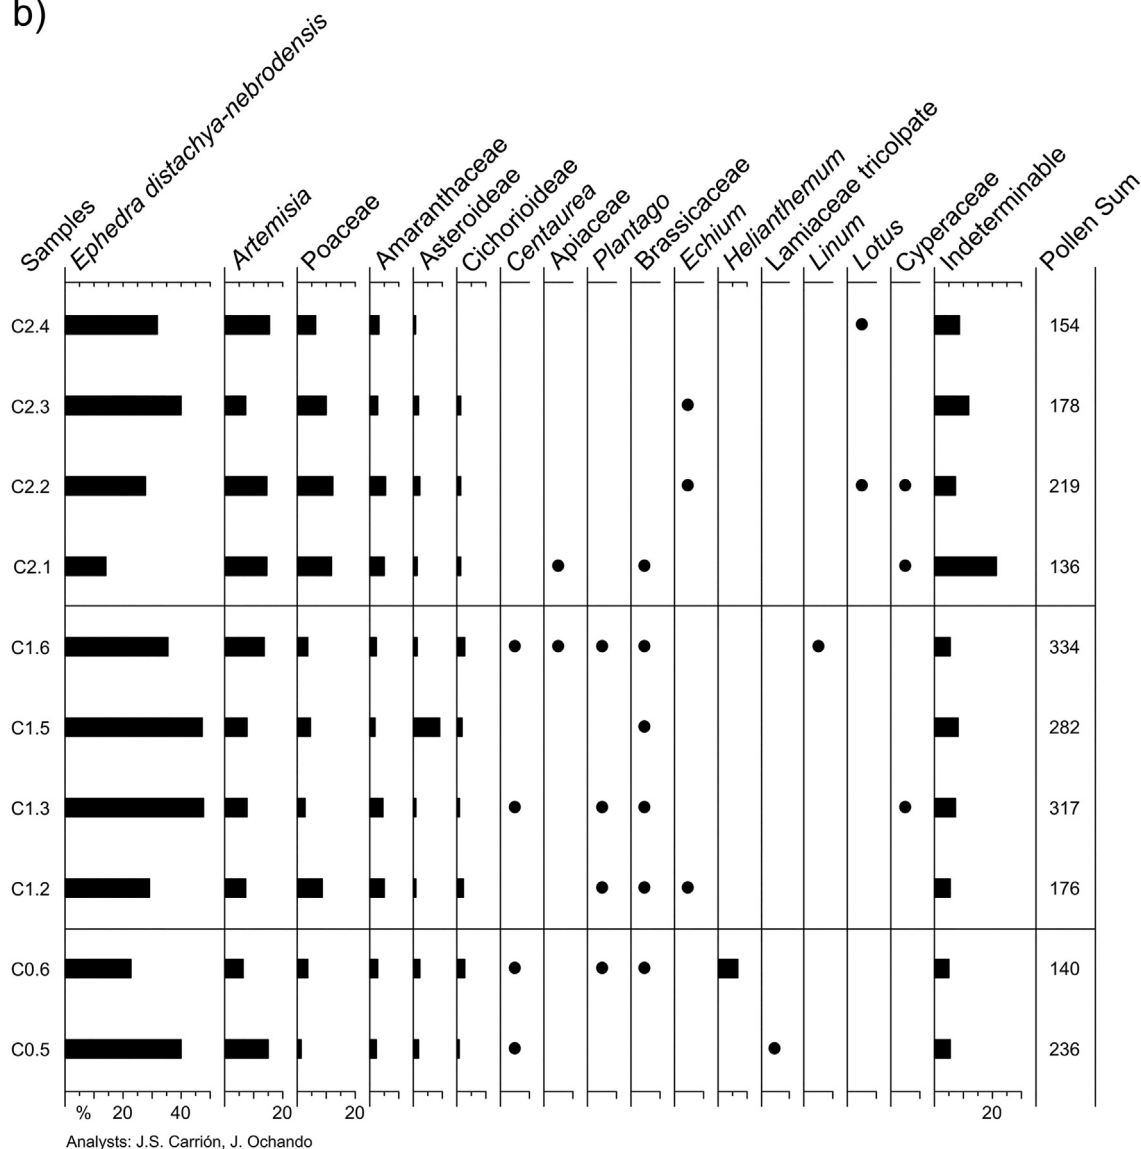 b)
Samples
Ephedra distachya-nebrodensis
Artemisia
Poaceae
Amaranthaceae
Asteroideae
Cichorioideae
Centaurea
Apiaceae
Plantago
Brassicaceae
Echium
Helianthemum
Lamiaceae tricolpate
Linum
Lotus
Cyperaceae
Indeterminable
Pollen Sum
C2.4 154
C2.3 178
C2.2 219
C2.1 136
C1.6 334
C1.5 282
C1.3 317
C1.2 176
C0.6 140
C0.5 236
% 20 40 20 20 20
Analysts: J.S. Carrión, J. Ochando